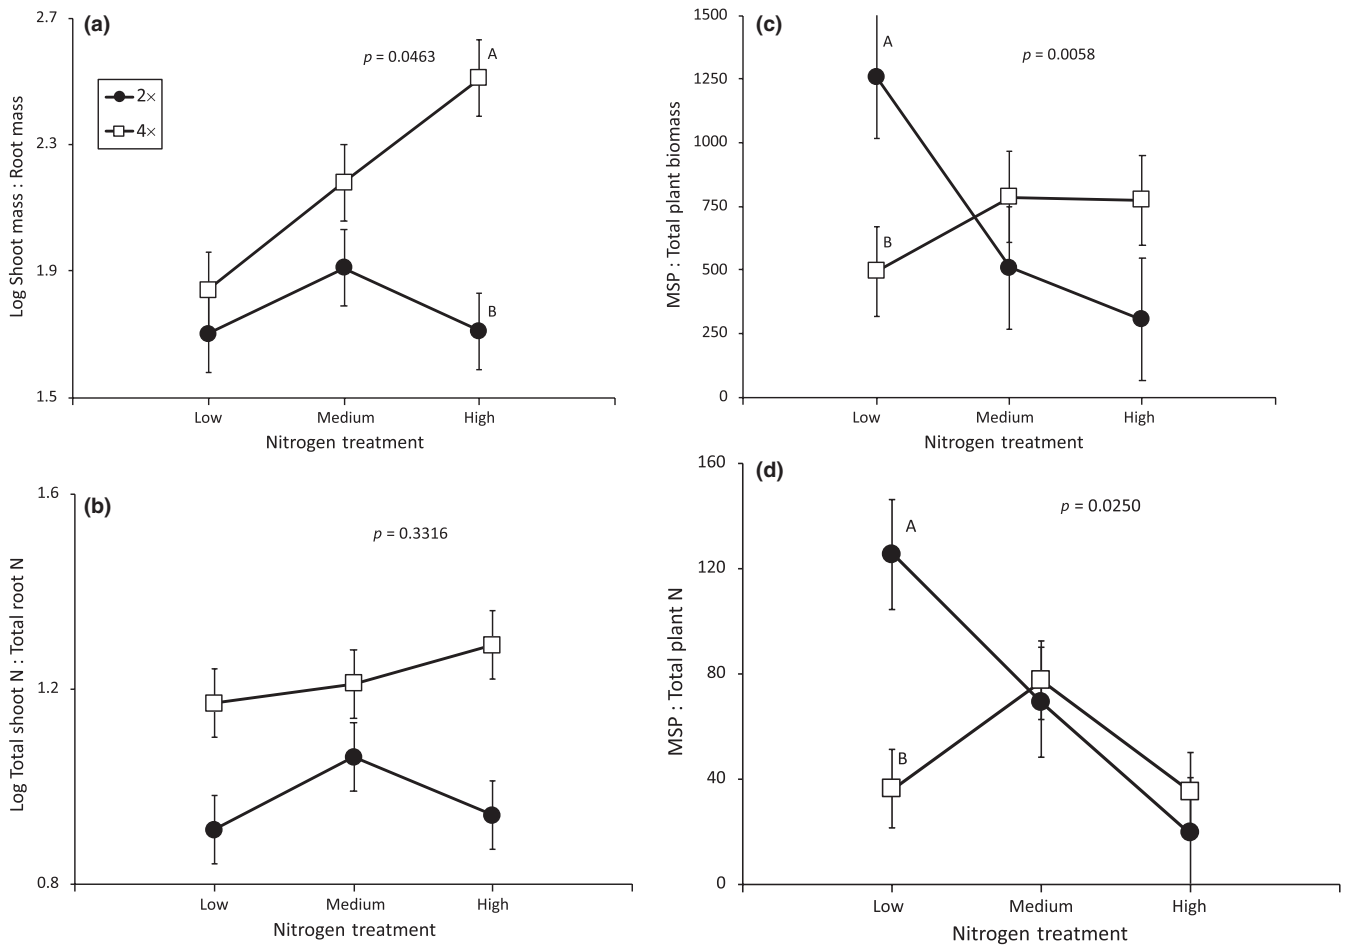 (a)
2.7
2.3
1.9
1.5
Log Shoot mass : Root mass
2×
4×
p = 0.0463
A
B
Low Medium High
Nitrogen treatment
(c)
1500
1250
1000
750
500
250
0
MSP : Total plant biomass
p = 0.0058
A
B
Low Medium High
Nitrogen treatment
(b)
1.6
1.2
0.8
Log Total shoot N : Total root N
p = 0.3316
Low Medium High
Nitrogen treatment
(d)
160
120
80
40
0
MSP : Total plant N
p = 0.0250
A
B
Low Medium High
Nitrogen treatment